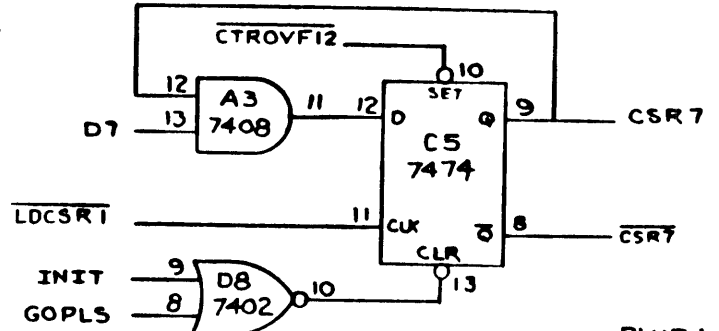 CTROVF12
10
SET
12
A3
11
12
D
Q
9
CSR7
D7
13
7408
C5
7474
LDCSR1
11
CLK
Q
8
CSR7
CLR
INIT
9
D8
10
13
GOPLS
8
7402